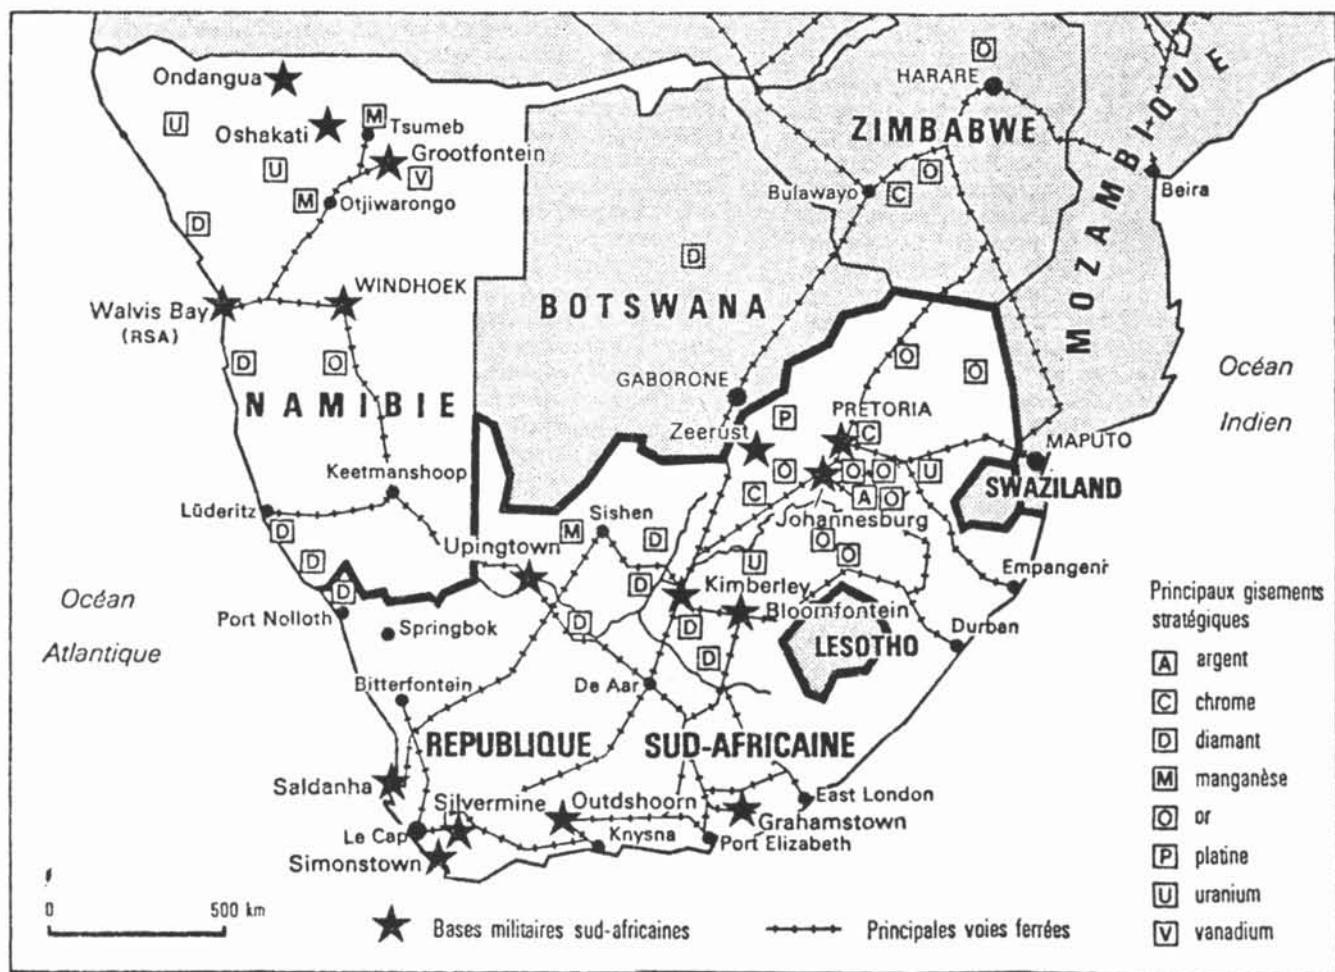 Ondangua
U
Oshakati
M
Tsumeb
Grootfontein
U
V
M
Otjiwarongo
D
Walvis Bay
(RSA)
WINDHOEK
D
O
NAMIBIE
Keetmanshoop
Lüderitz
D
D
D
Port Nolloth
Springbok
Bitterfontein
Océan
Atlantique
O
HARARE
ZIMBABWE
O
Bulawayo
C
MOZAMBI-QUE
Beira
D
BOTSWANA
GABORONE
O
O
Océan
Indien
P
PRETORIA
Zeerust
C
MAPUTO
O
O
O
U
SWAZILAND
C
A
O
Johannesburg
Sishen
M
D
O
O
Upingtown
U
Empangeni
D
Kimberley
Bloomfontein
D
D
LESOTHO
Durban
D
De Aar
REPUBLIQUE SUD-AFRICAINE
Saldanha
Silvermine
Outdshoorn
East London
Grahamstown
Le Cap
Knysna
Port Elizabeth
Simonstown
Principaux gisements
stratégiques
A argent
C chrome
D diamant
M manganèse
O or
P platine
U uranium
V vanadium
0 500 km
Bases militaires sud-africaines
Principales voies ferrées